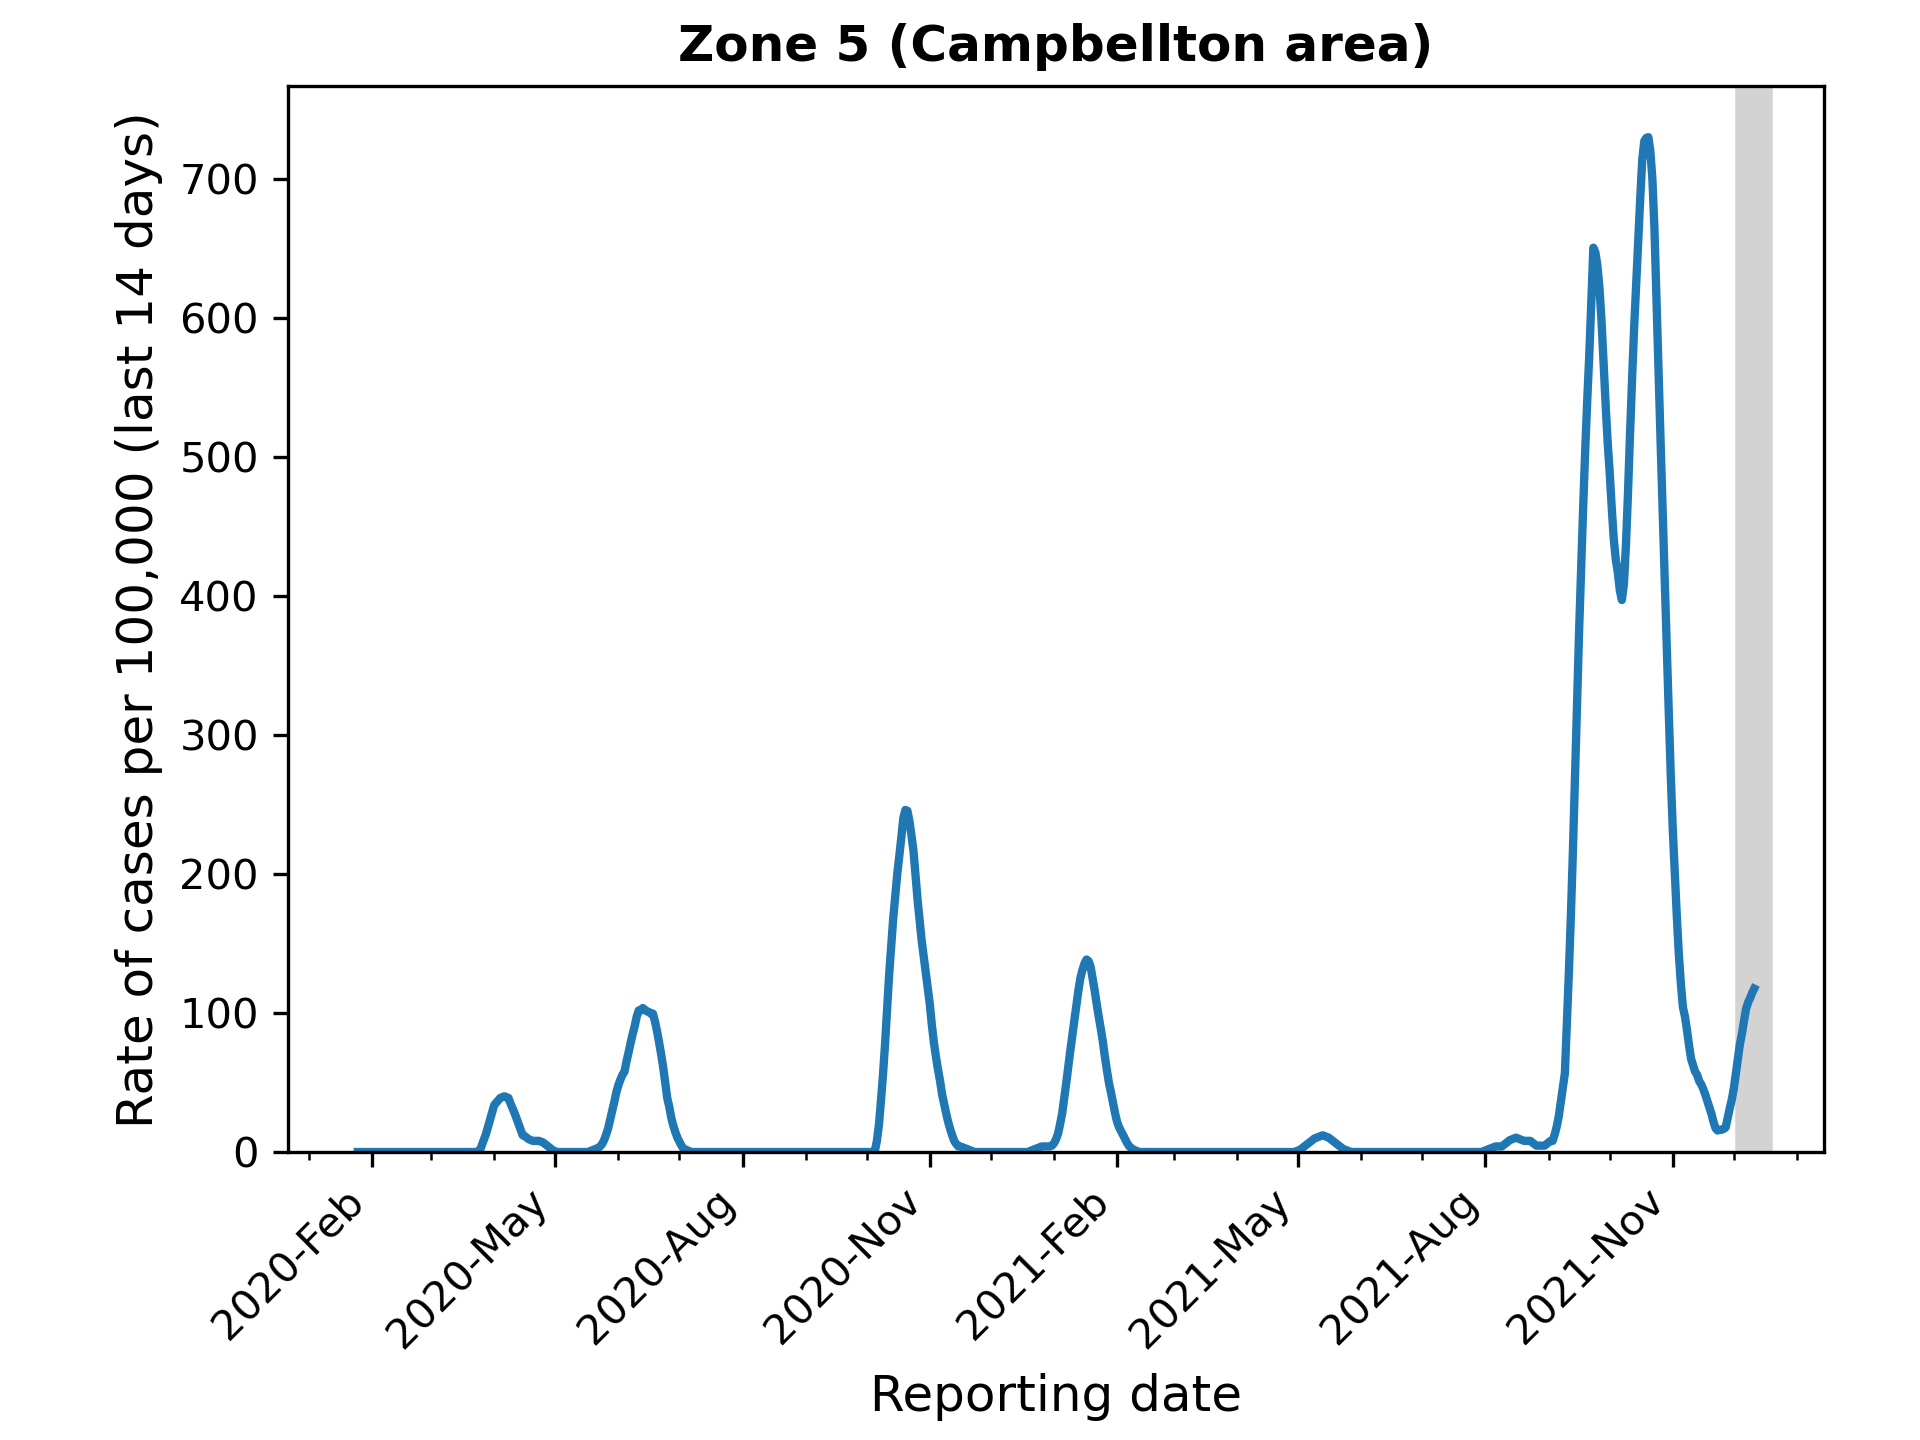 Zone 5 (Campbellton area)
Rate of cases per 100,000 (last 14 days)
700
600
500
400
300
200
100
0
2020-Feb
2020-May
2020-Aug
2020-Nov
2021-Feb
2021-May
2021-Aug
2021-Nov
Reporting date